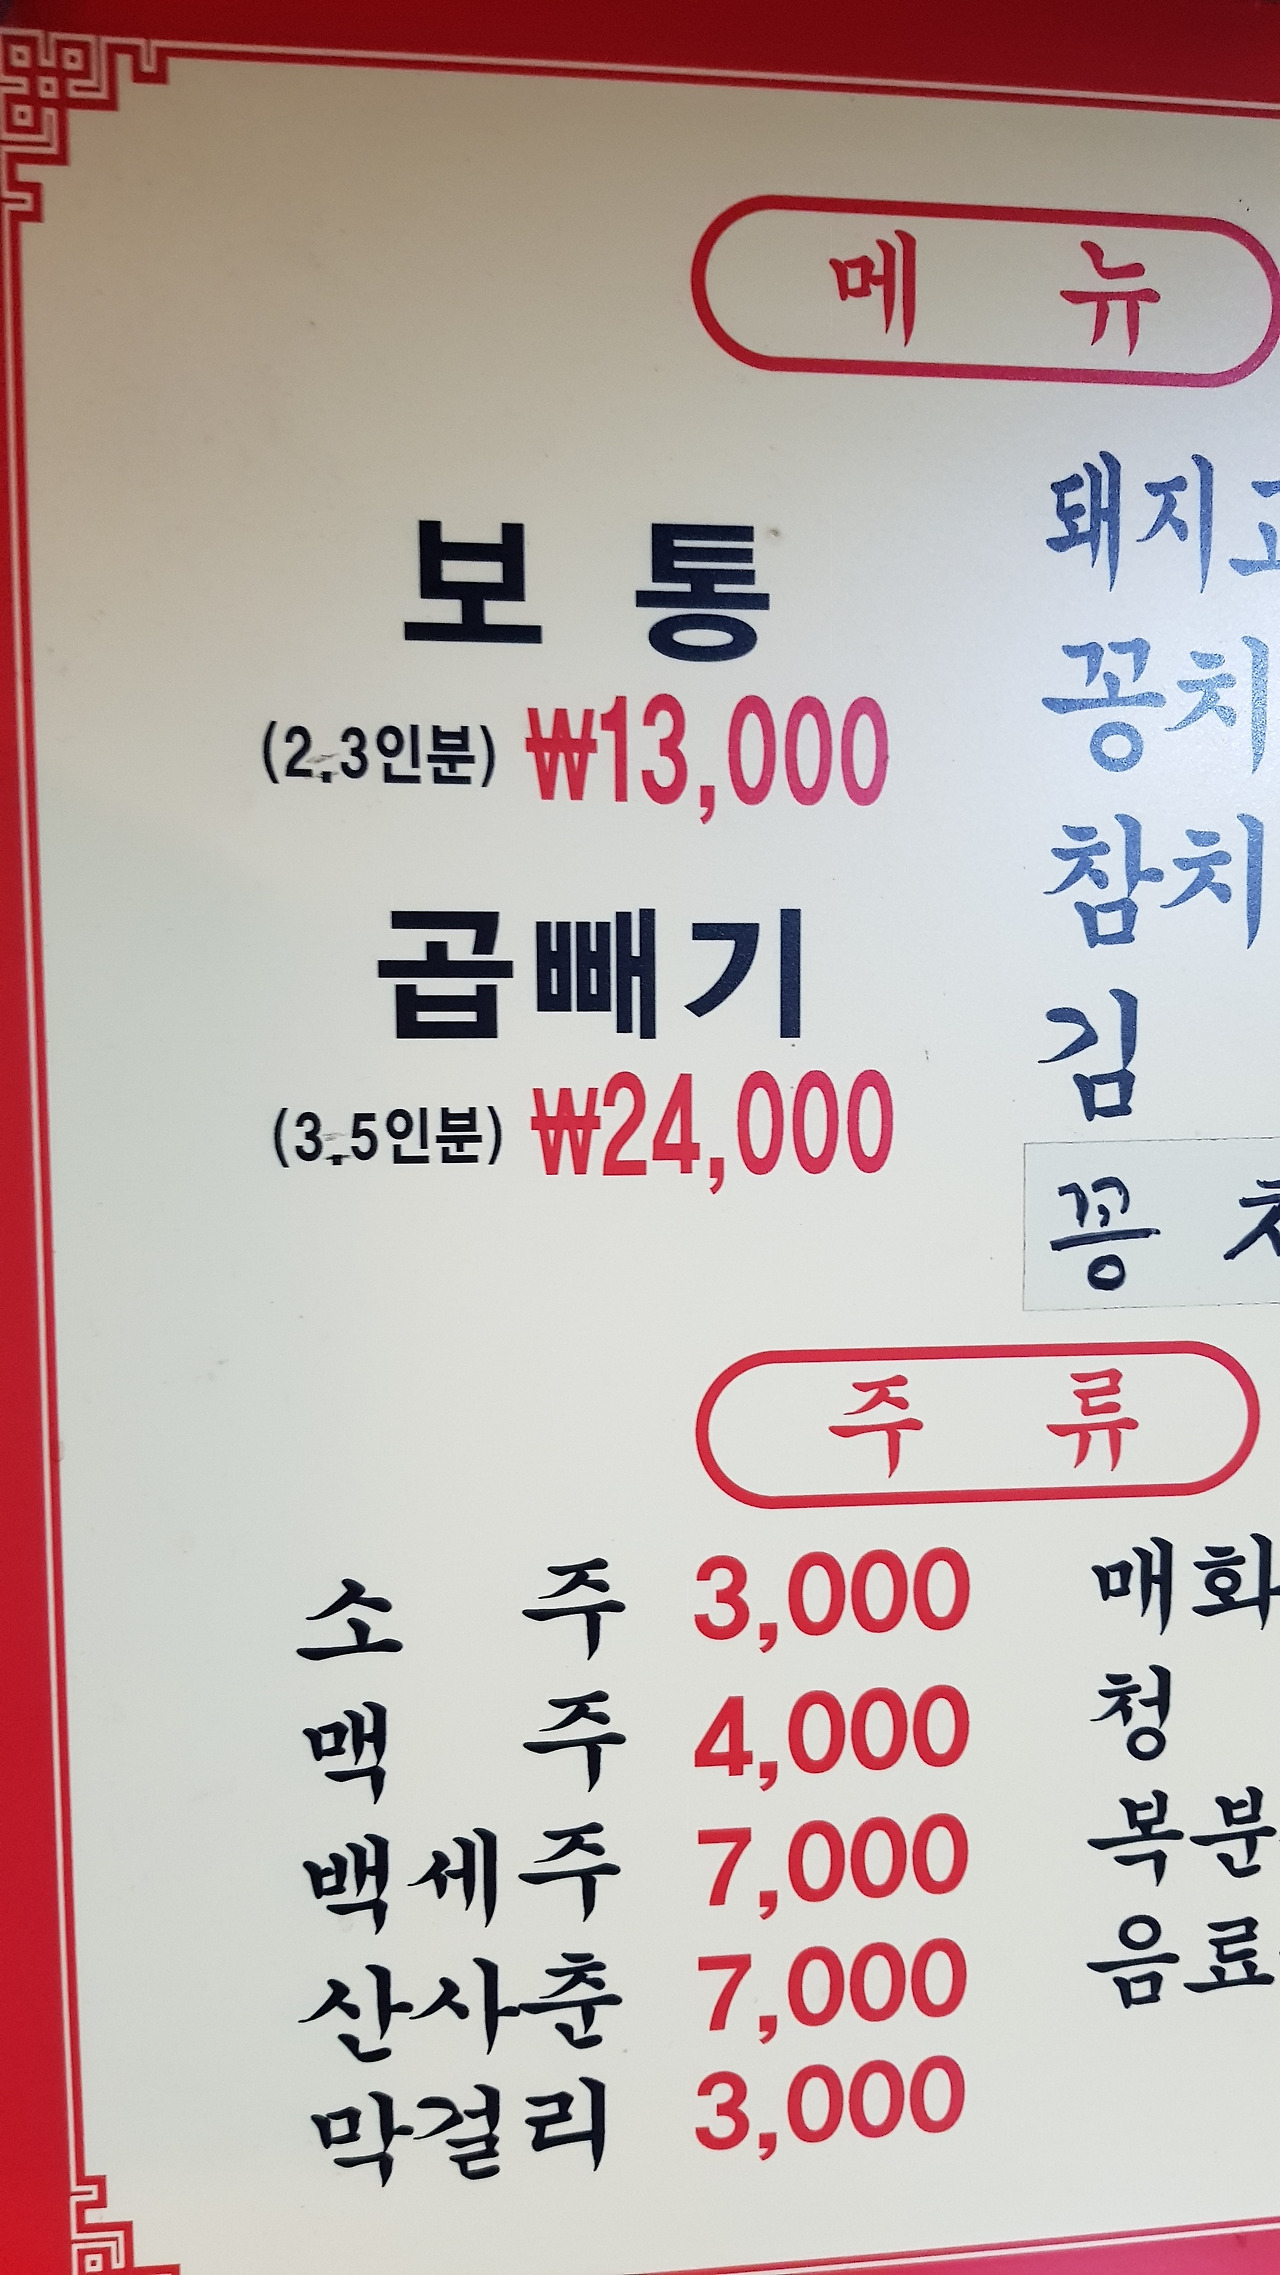 메 뉴
보 통
(2.3인분) ₩13,000
곱빼기
(3.5인분) ₩24,000
돼지고
꽁치
참치
김
꽁 치
주 류
소 주 3,000 매화
맥 주 4,000 청
백세주 7,000 복분
산사춘 7,000 음료
막걸리 3,000